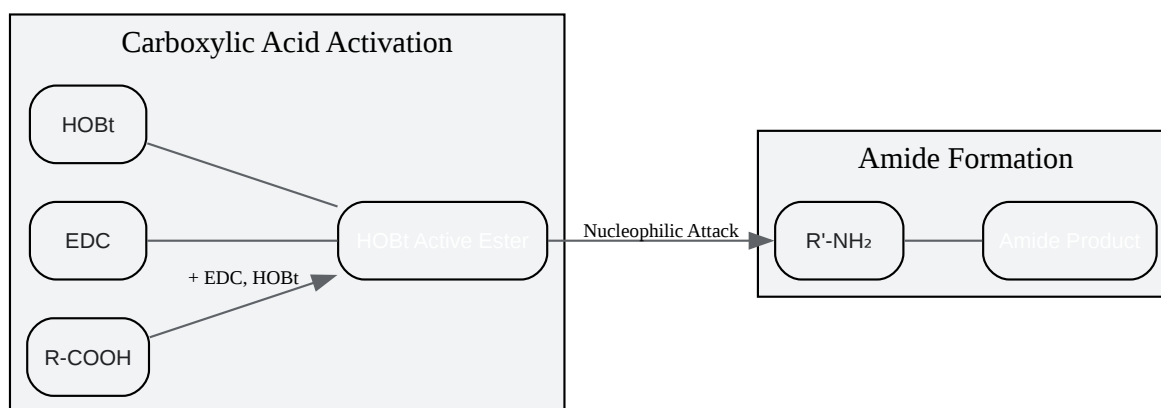 Carboxylic Acid Activation
HOBt
EDC
HOBt Active Ester
+ EDC, HOBt
R-COOH
Nucleophilic Attack
Amide Formation
R'-NH₂
Amide Product